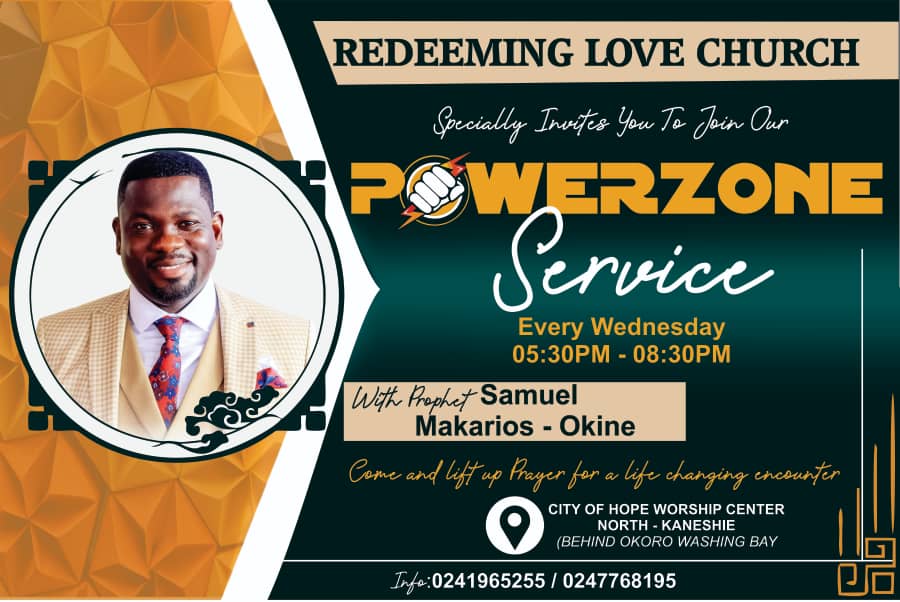 REDEEMING LOVE CHURCH
Specially Invites You To Join Our
POWERZONE
Service
Every Wednesday
05:30PM - 08:30PM
With Prophet Samuel
Makarios - Okine
Come and lift up Prayer for a life changing encounter
CITY OF HOPE WORSHIP CENTER
NORTH - KANESHIE
(BEHIND OKORO WASHING BAY
Info:0241965255 / 0247768195